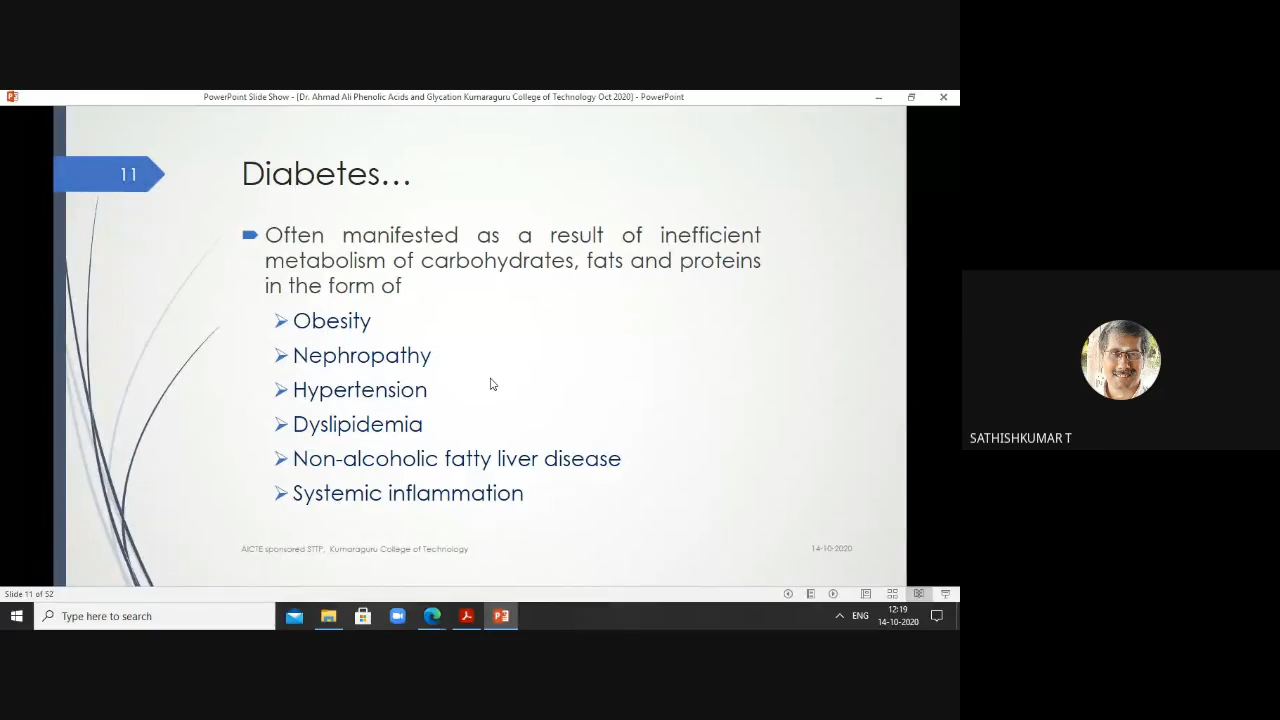 PowerPoint Slide Show - [Dr. Ahmad Ali Phenolic Acids and Glycation Kumaraguru College of Technology Oct 2020] - PowerPoint
11
Diabetes…
Often manifested as a result of inefficient
metabolism of carbohydrates, fats and proteins
in the form of
Obesity
Nephropathy
Hypertension
Dyslipidemia
Non-alcoholic fatty liver disease
Systemic inflammation
AICTE sponsored STTP, Kumaraguru College of Technology
14-10-2020
SATHISHKUMAR T
Slide 11 of 52
Type here to search
ENG
12:19
14-10-2020